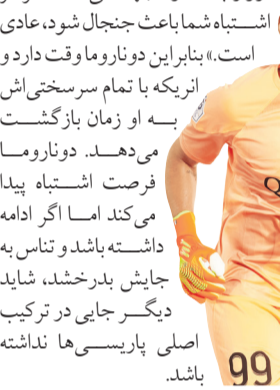 اشتباه شما باعث جنجال شود، عادی
است.» بنابراین دوناروما وقت دارد و
انریکه با تمام سرسختی‌اش
به او زمان بازگشت
می‌دهد. دوناروما
فرصت اشتباه پیدا
می‌کند اما اگر ادامه
داشته باشد و تناس به
جایش بدرخشد، شاید
دیگر جایی در ترکیب
اصلی پاریسی‌ها نداشته
باشد.
99